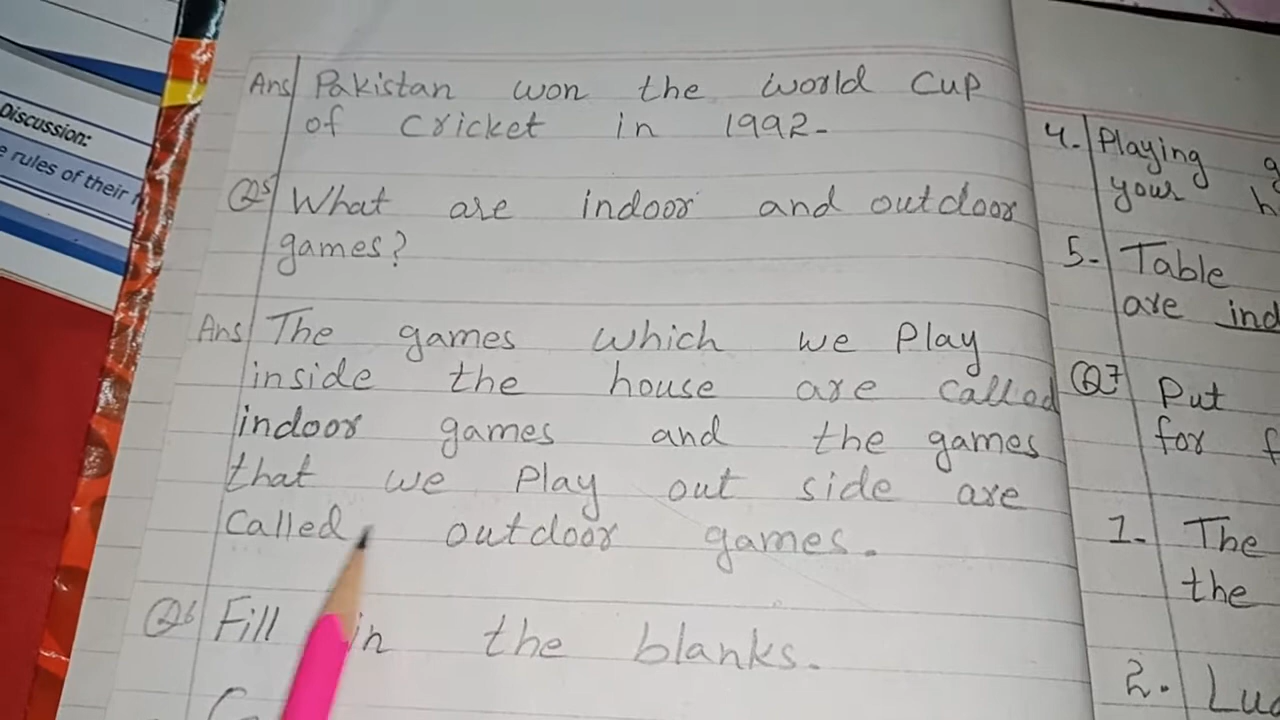 Discussion:
rules of their
Ans Pakistan won the world Cup
of Cricket in 1992.
Q5 What are indoor and outdoor
games?
Ans The games which we Play
inside the house are called
indoor games and the games
that we Play out side are
Called outdoor games.
Q6 Fill in the blanks.
4. Playing
your
5. Table
are
Q7 Put
for
1. The
the
2.